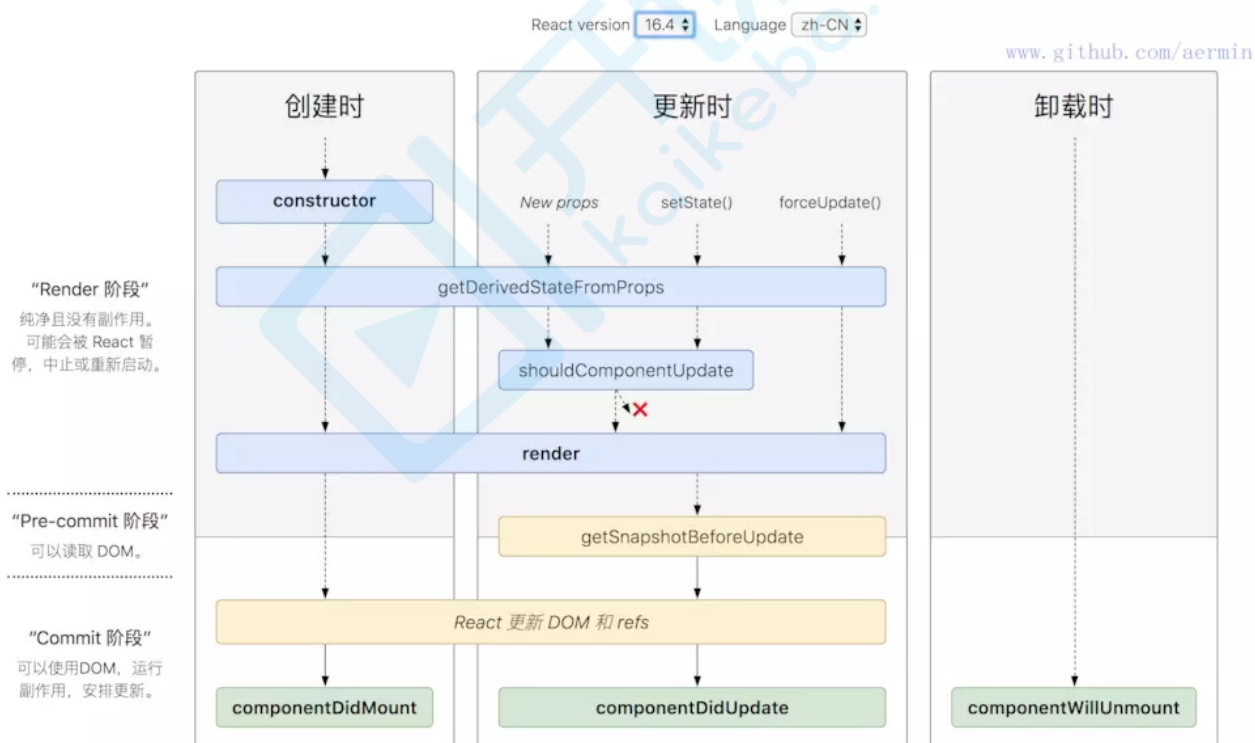 React version 16.4 Language zh-CN
www.github.com/aermin
创建时
更新时
卸载时
constructor
New props
setState()
forceUpdate()
"Render 阶段"
纯净且没有副作用。
可能会被 React 暂
停，中止或重新启动。
getDerivedStateFromProps
shouldComponentUpdate
render
"Pre-commit 阶段"
可以读取 DOM。
getSnapshotBeforeUpdate
"Commit 阶段"
可以使用DOM，运行
副作用，安排更新。
React 更新 DOM 和 refs
componentDidMount
componentDidUpdate
componentWillUnmount